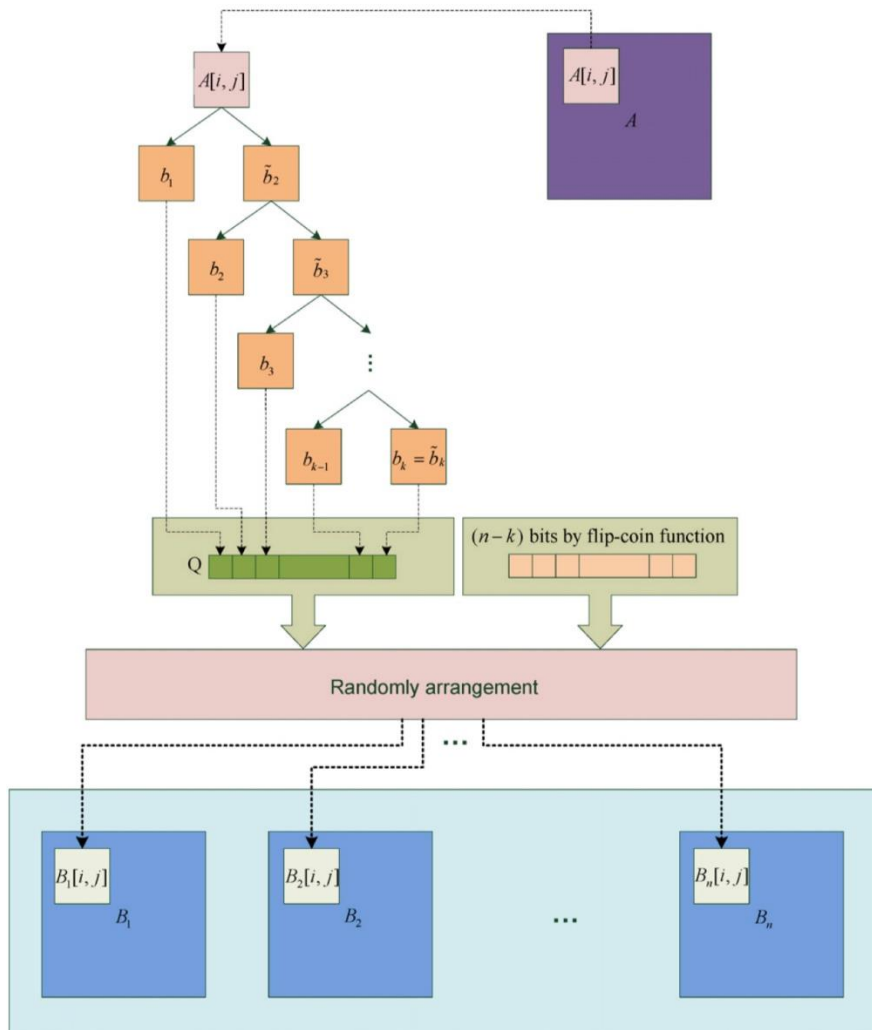 A[i, j]
A[i, j]
A
b₁
b̃₂
b₂
b̃₃
b₃
⋮
bₖ₋₁
bₖ = b̃ₖ
(n−k) bits by flip-coin function
Q
Randomly arrangement
...
B₁[i, j]
B₂[i, j]
Bₙ[i, j]
B₁
B₂
...
Bₙ